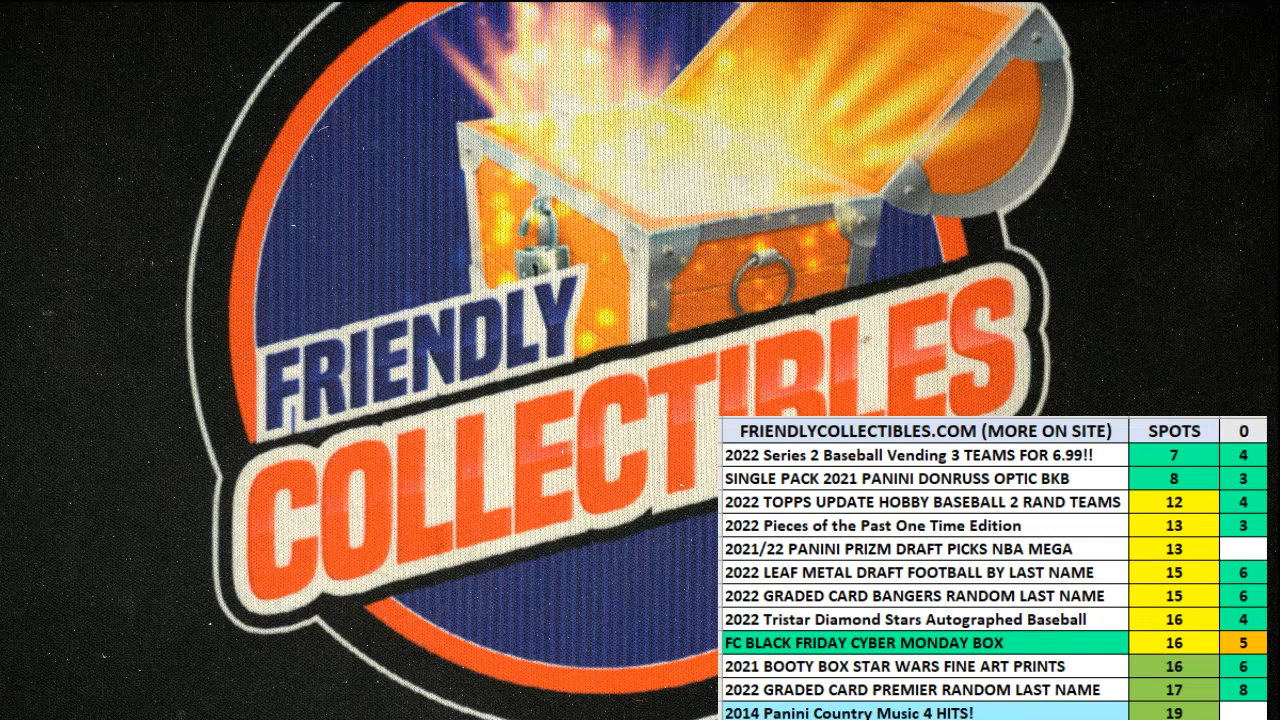 FRIENDLY
COLLECTIBLES
FRIENDLYCOLLECTIBLES.COM (MORE ON SITE) SPOTS 0
2022 Series 2 Baseball Vending 3 TEAMS FOR 6.99!! 7 4
SINGLE PACK 2021 PANINI DONRUSS OPTIC BKB 8 3
2022 TOPPS UPDATE HOBBY BASEBALL 2 RAND TEAMS 12 4
2022 Pieces of the Past One Time Edition 13 3
2021/22 PANINI PRIZM DRAFT PICKS NBA MEGA 13
2022 LEAF METAL DRAFT FOOTBALL BY LAST NAME 15 6
2022 GRADED CARD BANGERS RANDOM LAST NAME 15 6
2022 Tristar Diamond Stars Autographed Baseball 16 4
FC BLACK FRIDAY CYBER MONDAY BOX 16 5
2021 BOOTY BOX STAR WARS FINE ART PRINTS 16 6
2022 GRADED CARD PREMIER RANDOM LAST NAME 17 8
2014 Panini Country Music 4 HITS! 19